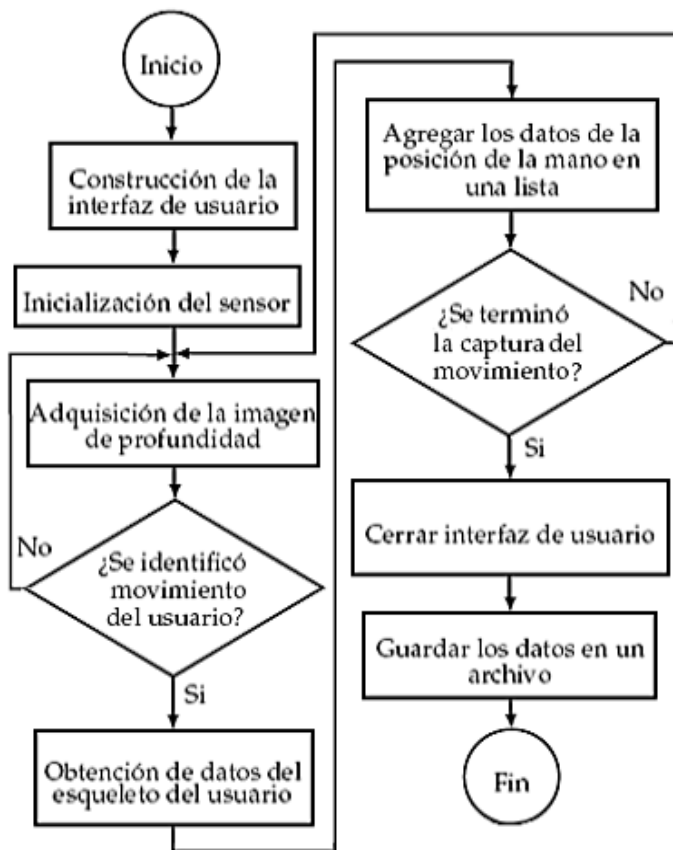 Inicio
Construcción de la
interfaz de usuario
Inicialización del sensor
Adquisición de la imagen
de profundidad
¿Se identificó
movimiento
del usuario?
No
Si
Obtención de datos del
esqueleto del usuario
Agregar los datos de la
posición de la mano en
una lista
¿Se terminó
la captura del
movimiento?
No
Si
Cerrar interfaz de usuario
Guardar los datos en un
archivo
Fin